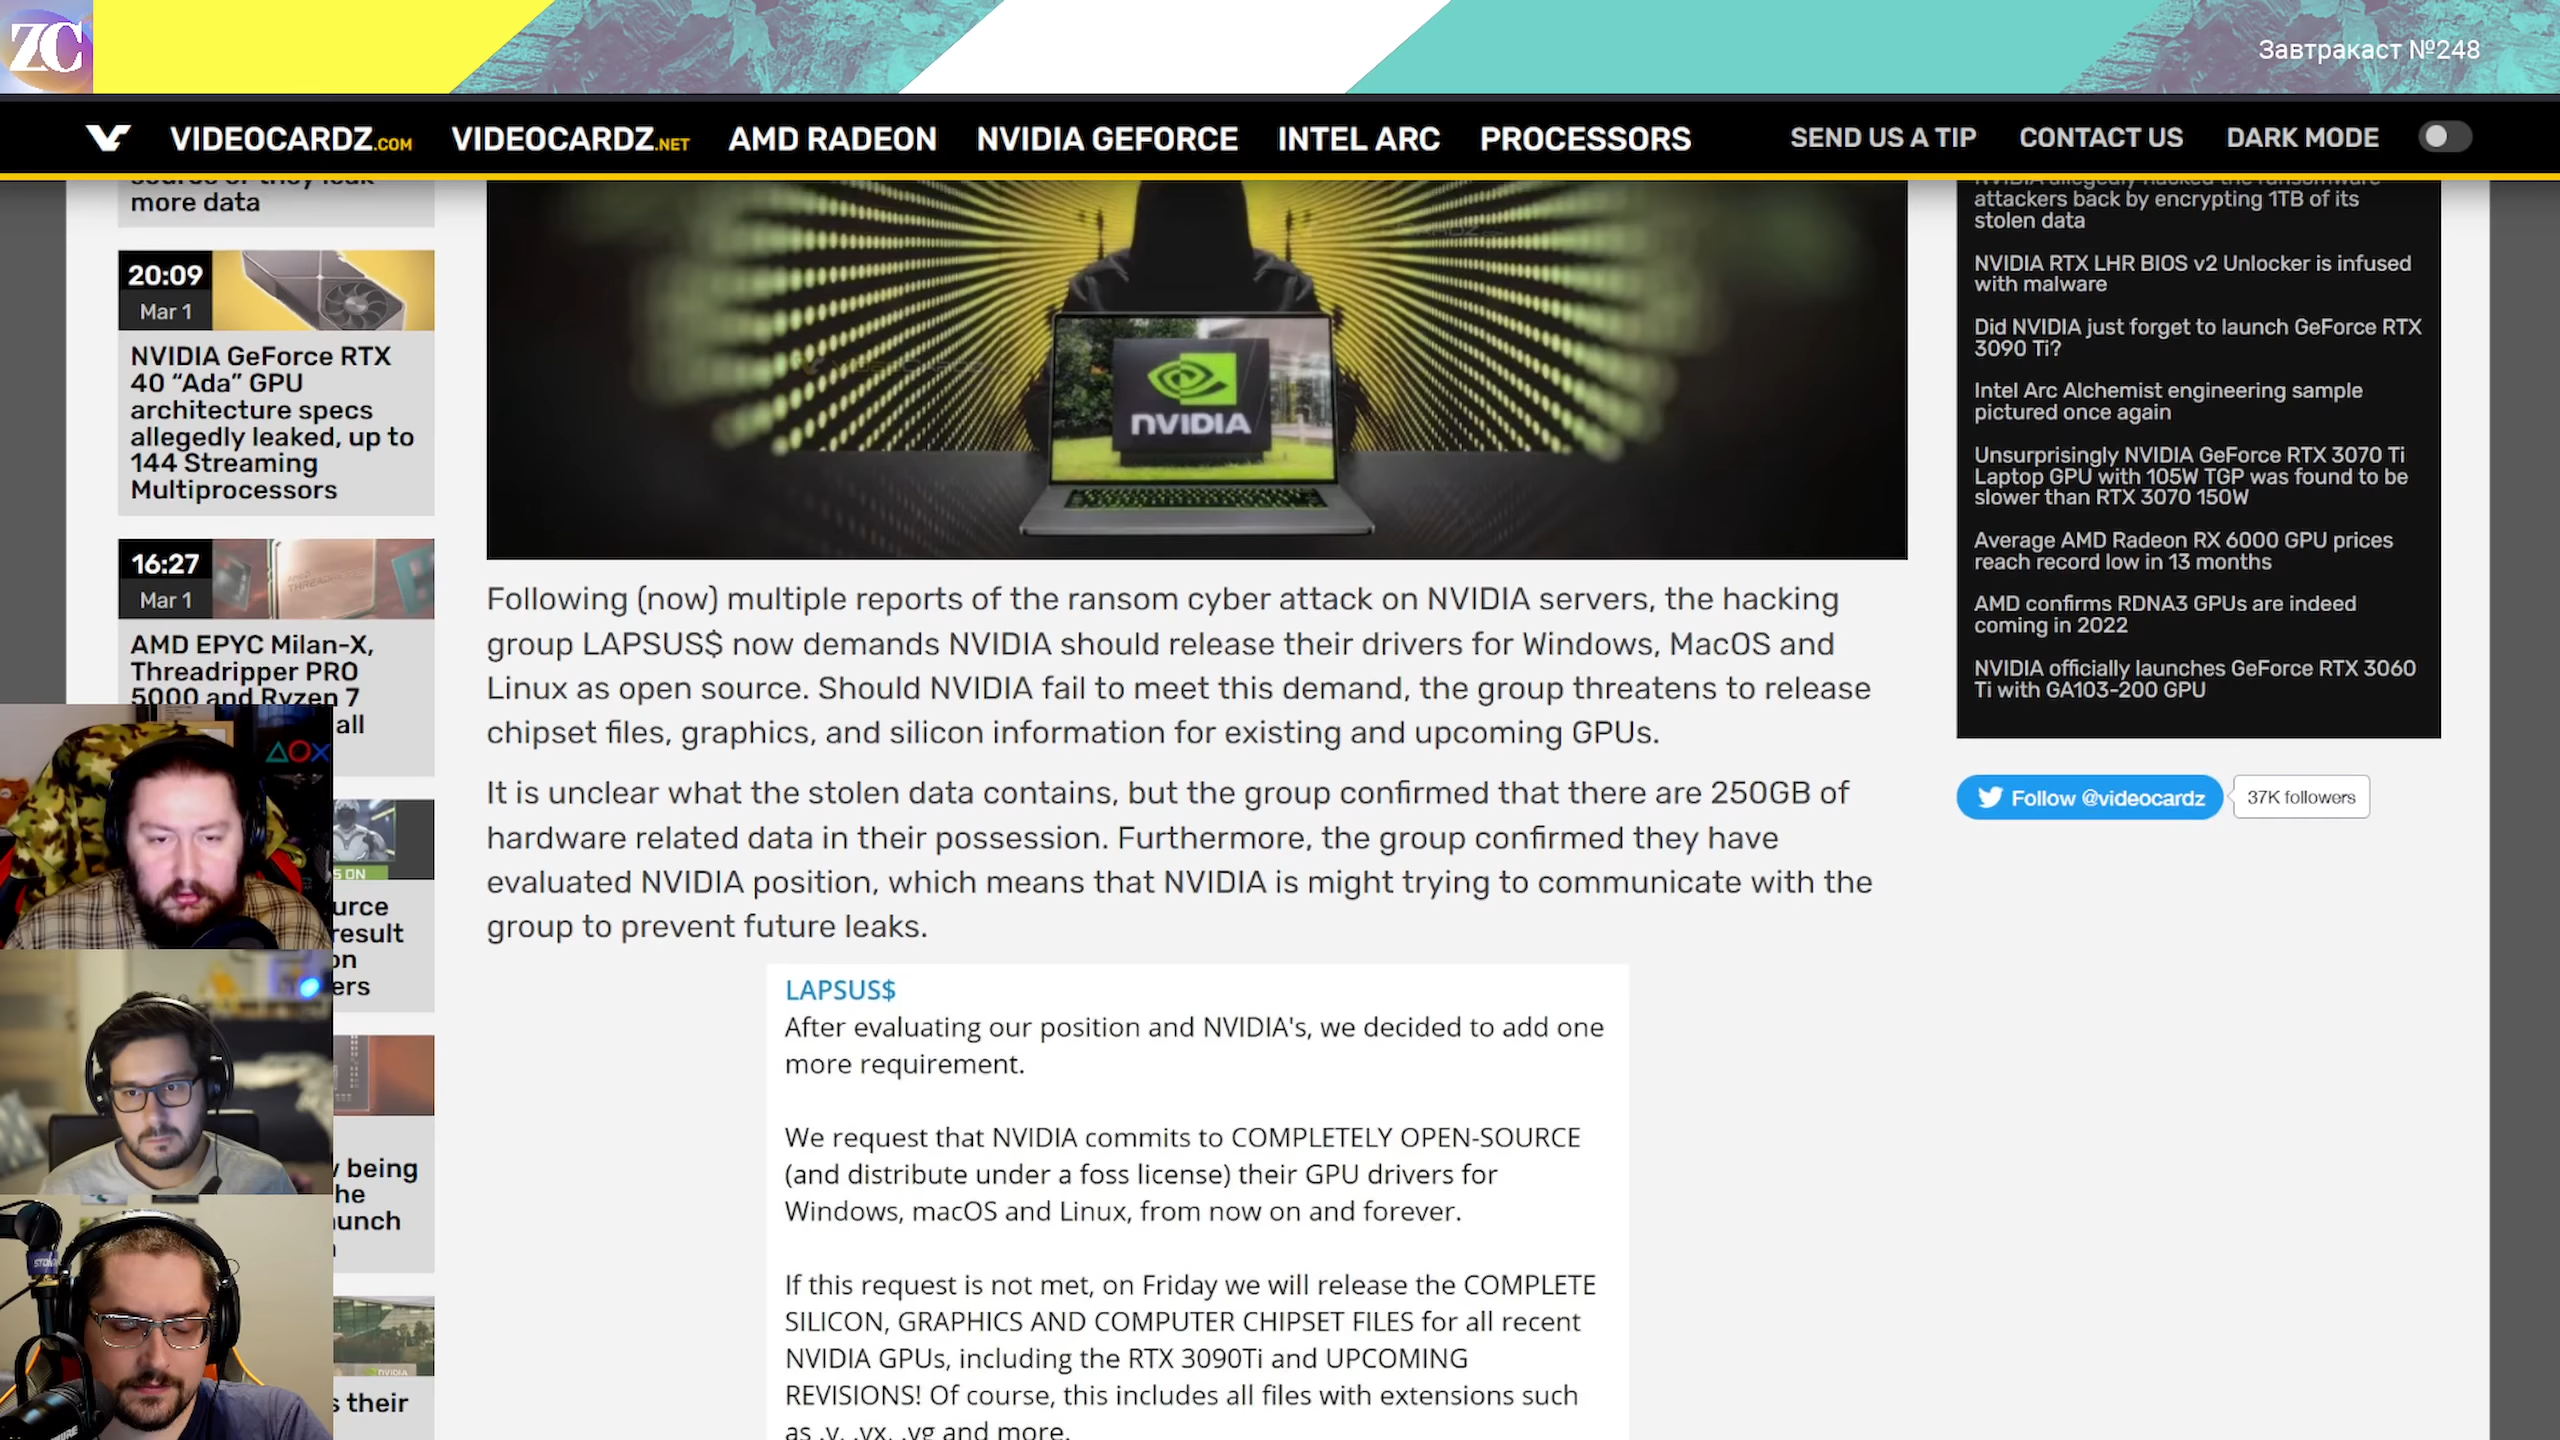 ZC
Завтракаст №248
VIDEOCARDZ.COM
VIDEOCARDZ.NET
AMD RADEON
NVIDIA GEFORCE
INTEL ARC
PROCESSORS
SEND US A TIP
CONTACT US
DARK MODE
source or they leak
more data
20:09
Mar 1
NVIDIA GeForce RTX
40 “Ada” GPU
architecture specs
allegedly leaked, up to
144 Streaming
Multiprocessors
16:27
Mar 1
AMD EPYC Milan-X,
Threadripper PRO
5000 and Ryzen 7
all
urce
result
on
ers
being
he
unch
s their
NVIDIA
Following (now) multiple reports of the ransom cyber attack on NVIDIA servers, the hacking
group LAPSUS$ now demands NVIDIA should release their drivers for Windows, MacOS and
Linux as open source. Should NVIDIA fail to meet this demand, the group threatens to release
chipset files, graphics, and silicon information for existing and upcoming GPUs.
It is unclear what the stolen data contains, but the group confirmed that there are 250GB of
hardware related data in their possession. Furthermore, the group confirmed they have
evaluated NVIDIA position, which means that NVIDIA is might trying to communicate with the
group to prevent future leaks.
LAPSUS$
After evaluating our position and NVIDIA's, we decided to add one
more requirement.
We request that NVIDIA commits to COMPLETELY OPEN-SOURCE
(and distribute under a foss license) their GPU drivers for
Windows, macOS and Linux, from now on and forever.
If this request is not met, on Friday we will release the COMPLETE
SILICON, GRAPHICS AND COMPUTER CHIPSET FILES for all recent
NVIDIA GPUs, including the RTX 3090Ti and UPCOMING
REVISIONS! Of course, this includes all files with extensions such
as .v, .vx, .vg and more.
NVIDIA allegedly hacked the ransomware
attackers back by encrypting 1TB of its
stolen data
NVIDIA RTX LHR BIOS v2 Unlocker is infused
with malware
Did NVIDIA just forget to launch GeForce RTX
3090 Ti?
Intel Arc Alchemist engineering sample
pictured once again
Unsurprisingly NVIDIA GeForce RTX 3070 Ti
Laptop GPU with 105W TGP was found to be
slower than RTX 3070 150W
Average AMD Radeon RX 6000 GPU prices
reach record low in 13 months
AMD confirms RDNA3 GPUs are indeed
coming in 2022
NVIDIA officially launches GeForce RTX 3060
Ti with GA103-200 GPU
Follow @videocardz
37K followers